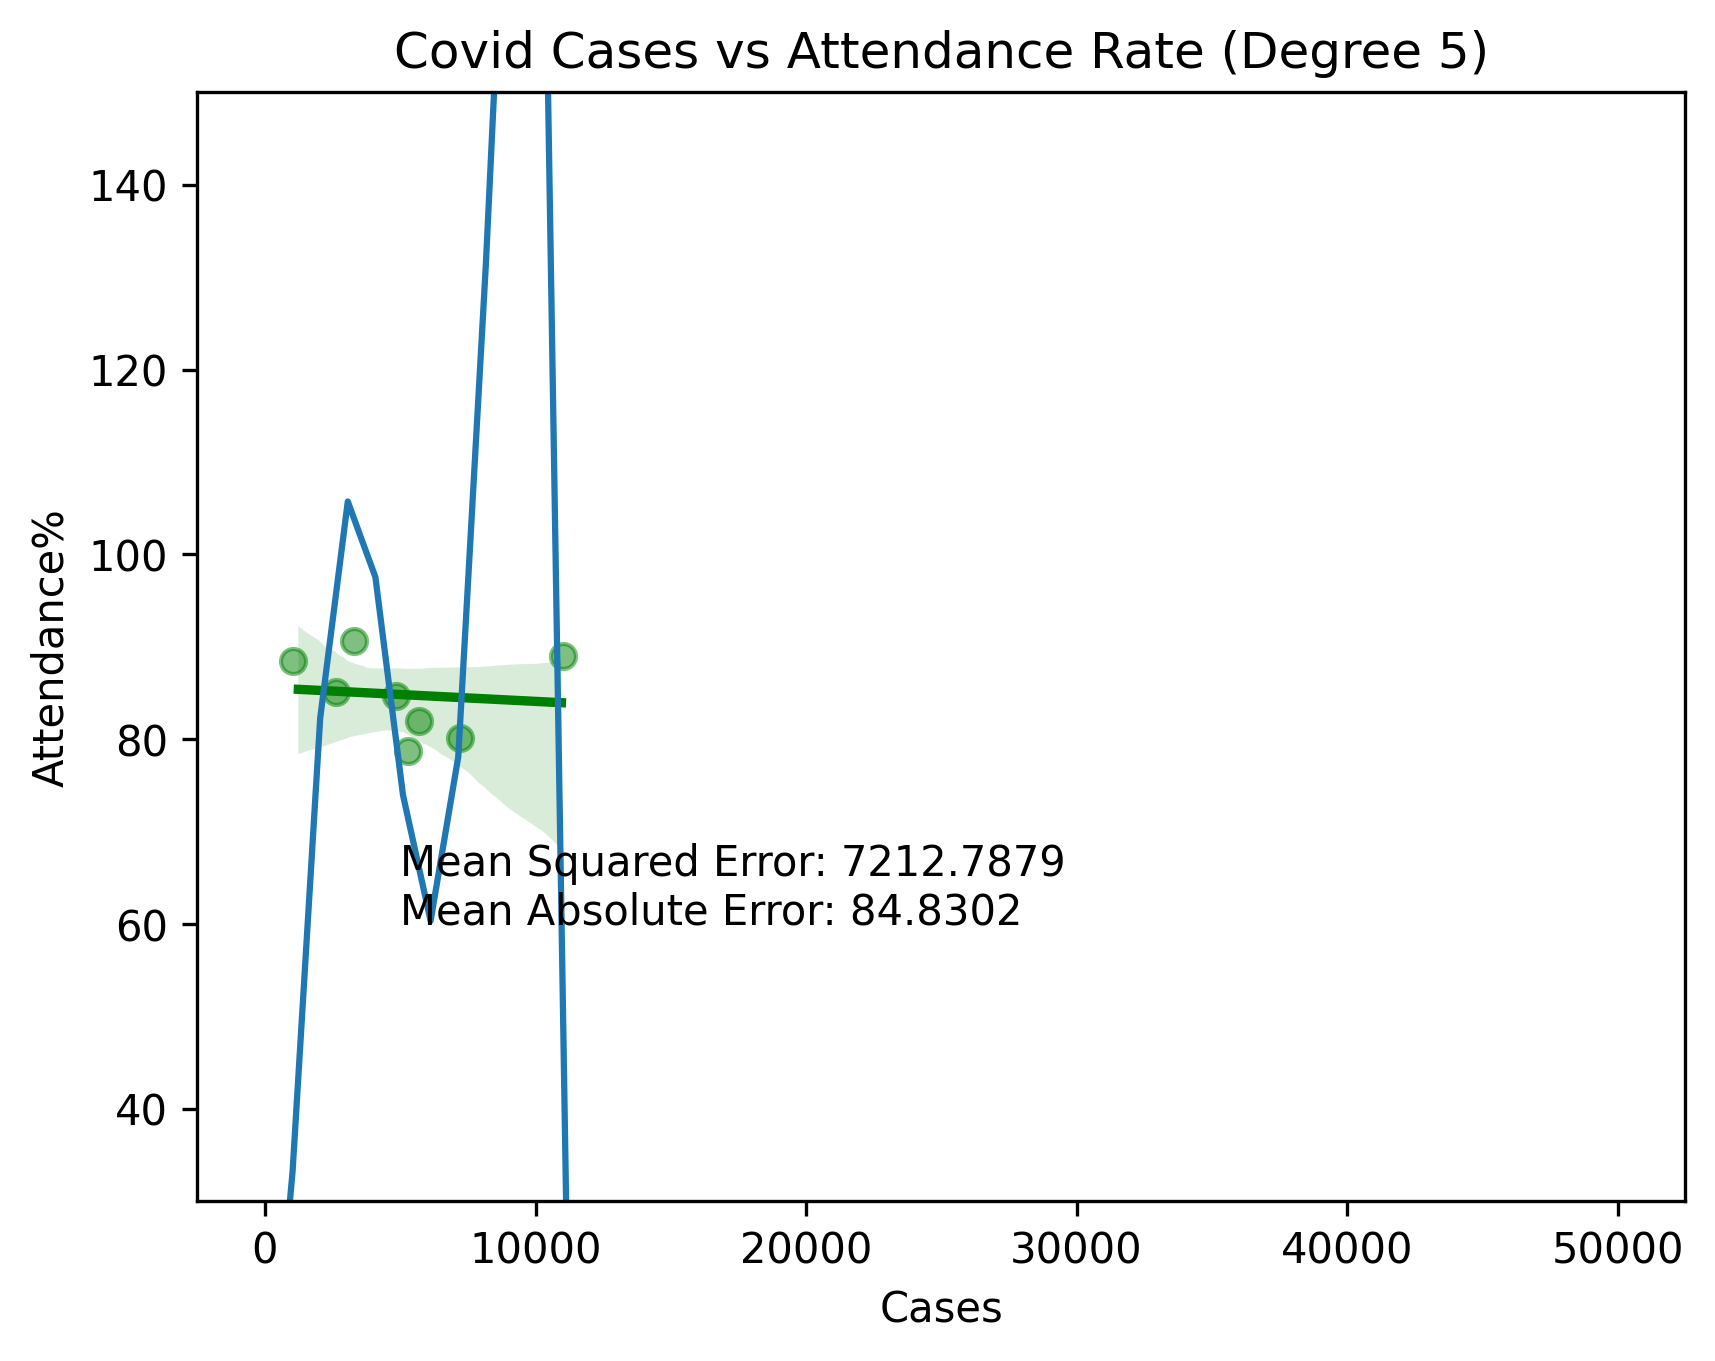 Covid Cases vs Attendance Rate (Degree 5)
Attendance%
140
120
100
80
60
40
Mean Squared Error: 7212.7879
Mean Absolute Error: 84.8302
0 10000 20000 30000 40000 50000
Cases